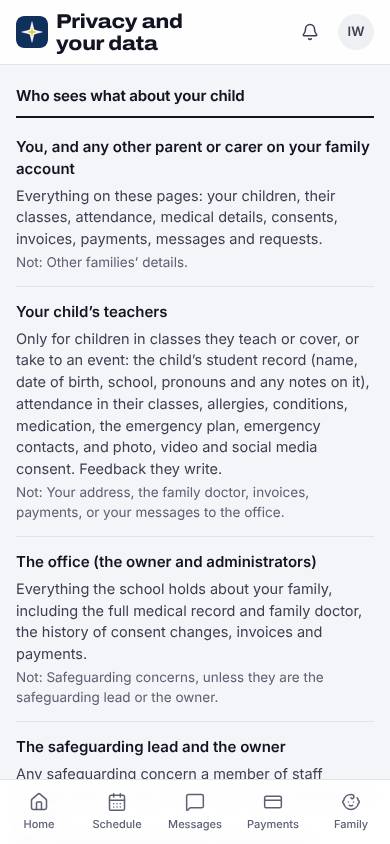 Privacy and
your data
IW
Who sees what about your child
You, and any other parent or carer on your family
account
Everything on these pages: your children, their
classes, attendance, medical details, consents,
invoices, payments, messages and requests.
Not: Other families’ details.
Your child’s teachers
Only for children in classes they teach or cover, or
take to an event: the child’s student record (name,
date of birth, school, pronouns and any notes on it),
attendance in their classes, allergies, conditions,
medication, the emergency plan, emergency
contacts, and photo, video and social media
consent. Feedback they write.
Not: Your address, the family doctor, invoices,
payments, or your messages to the office.
The office (the owner and administrators)
Everything the school holds about your family,
including the full medical record and family doctor,
the history of consent changes, invoices and
payments.
Not: Safeguarding concerns, unless they are the
safeguarding lead or the owner.
The safeguarding lead and the owner
Any safeguarding concern a member of staff
Home
Schedule
Messages
Payments
Family